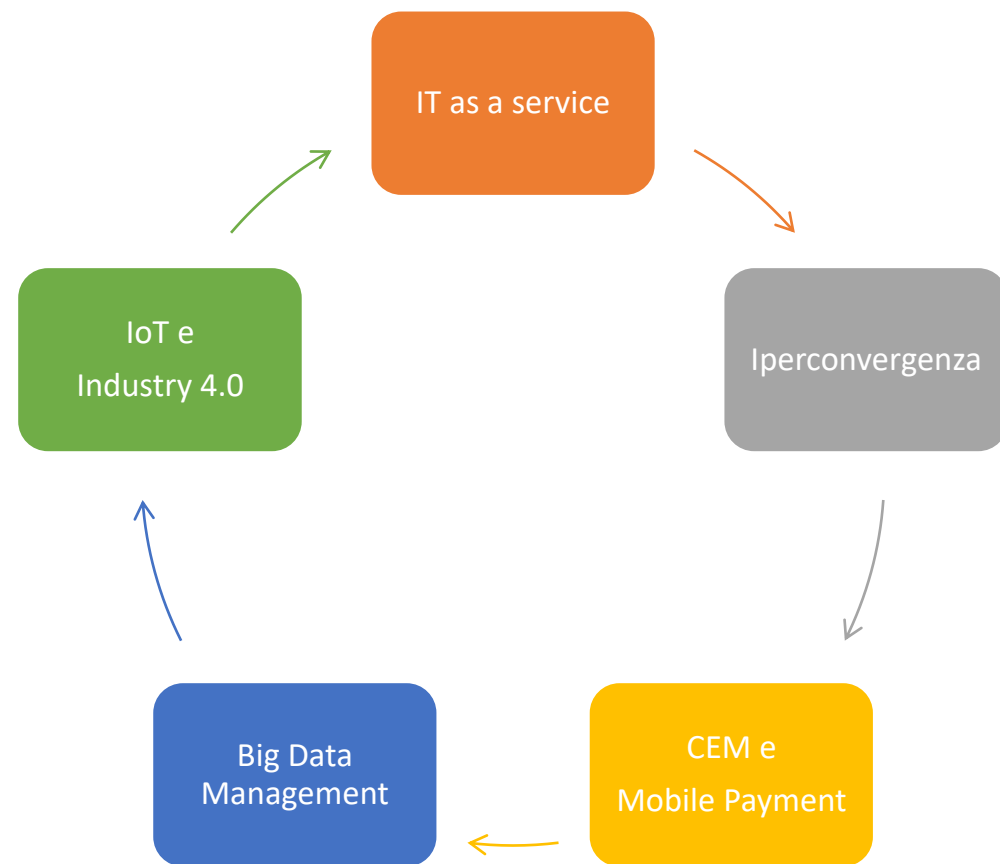 IT as a service
Iperconvergenza
CEM e
Mobile Payment
Big Data
Management
IoT e
Industry 4.0